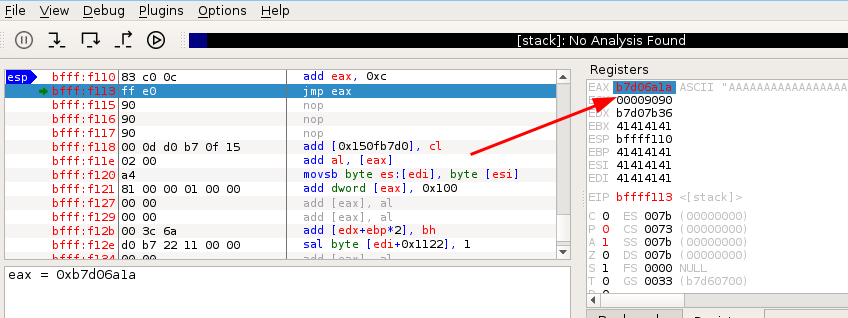 File View Debug Plugins Options Help
[stack]: No Analysis Found
esp bfff:f110 83 c0 0c add eax, 0xc
bfff:f113 ff e0 jmp eax
bfff:f115 90 nop
bfff:f116 90 nop
bfff:f117 90 nop
bfff:f118 00 0d d0 b7 0f 15 add [0x150fb7d0], cl
bfff:f11e 02 00 add al, [eax]
bfff:f120 a4 movsb byte es:[edi], byte [esi]
bfff:f121 81 00 00 01 00 00 add dword [eax], 0x100
bfff:f127 00 00 add [eax], al
bfff:f129 00 00 add [eax], al
bfff:f12b 00 3c 6a add [edx+ebp*2], bh
bfff:f12e d0 b7 22 11 00 00 sal byte [edi+0x1122], 1
bfff:f134 00 00 add [eax], al
eax = 0xb7d06a1a
Registers
EAX b7d06a1a ASCII "AAAAAAAAAAAAAAAAA
00009090
EDX b7d07b36
EBX 41414141
ESP bffff110
EBP 41414141
ESI 41414141
EDI 41414141
EIP bffff113 <[stack]>
C 0 ES 007b (00000000)
P 0 CS 0073 (00000000)
A 1 SS 007b (00000000)
Z 0 DS 007b (00000000)
S 1 FS 0000 NULL
T 0 GS 0033 (b7d60700)